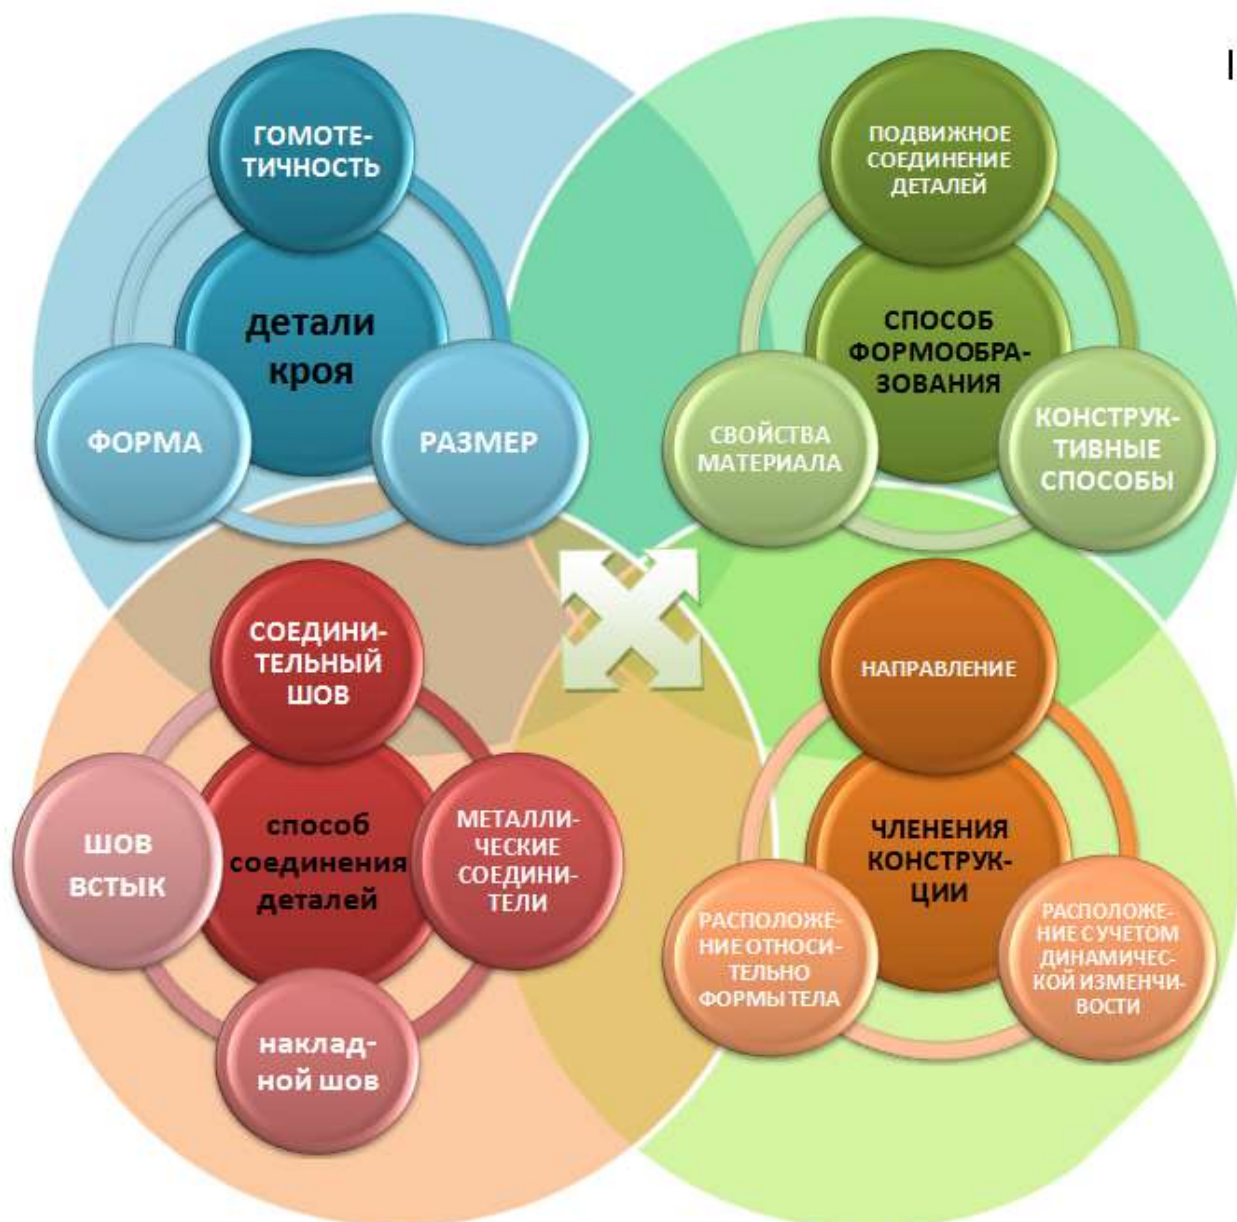 ГОМОТЕ-
ТИЧНОСТЬ
детали
кроя
ФОРМА
РАЗМЕР
ПОДВИЖНОЕ
СОЕДИНЕНИЕ
ДЕТАЛЕЙ
СПОСОБ
ФОРМООБРА-
ЗОВАНИЯ
СВОЙСТВА
МАТЕРИАЛА
КОНСТРУК-
ТИВНЫЕ
СПОСОБЫ
СОЕДИНИ-
ТЕЛЬНЫЙ
ШОВ
ШОВ
ВСТЫК
способ
соединения
деталей
МЕТАЛЛИ-
ЧЕСКИЕ
СОЕДИНИ-
ТЕЛИ
наклад-
ной шов
НАПРАВЛЕНИЕ
ЧЛЕНЕНИЯ
КОНСТРУК-
ЦИИ
РАСПОЛОЖЕ-
НИЕ ОТНОСИ-
ТЕЛЬНО
ФОРМЫ ТЕЛА
РАСПОЛОЖЕ-
НИЕ С УЧЕТОМ
ДИНАМИЧЕС-
КОЙ ИЗМЕНЧИ-
ВОСТИ